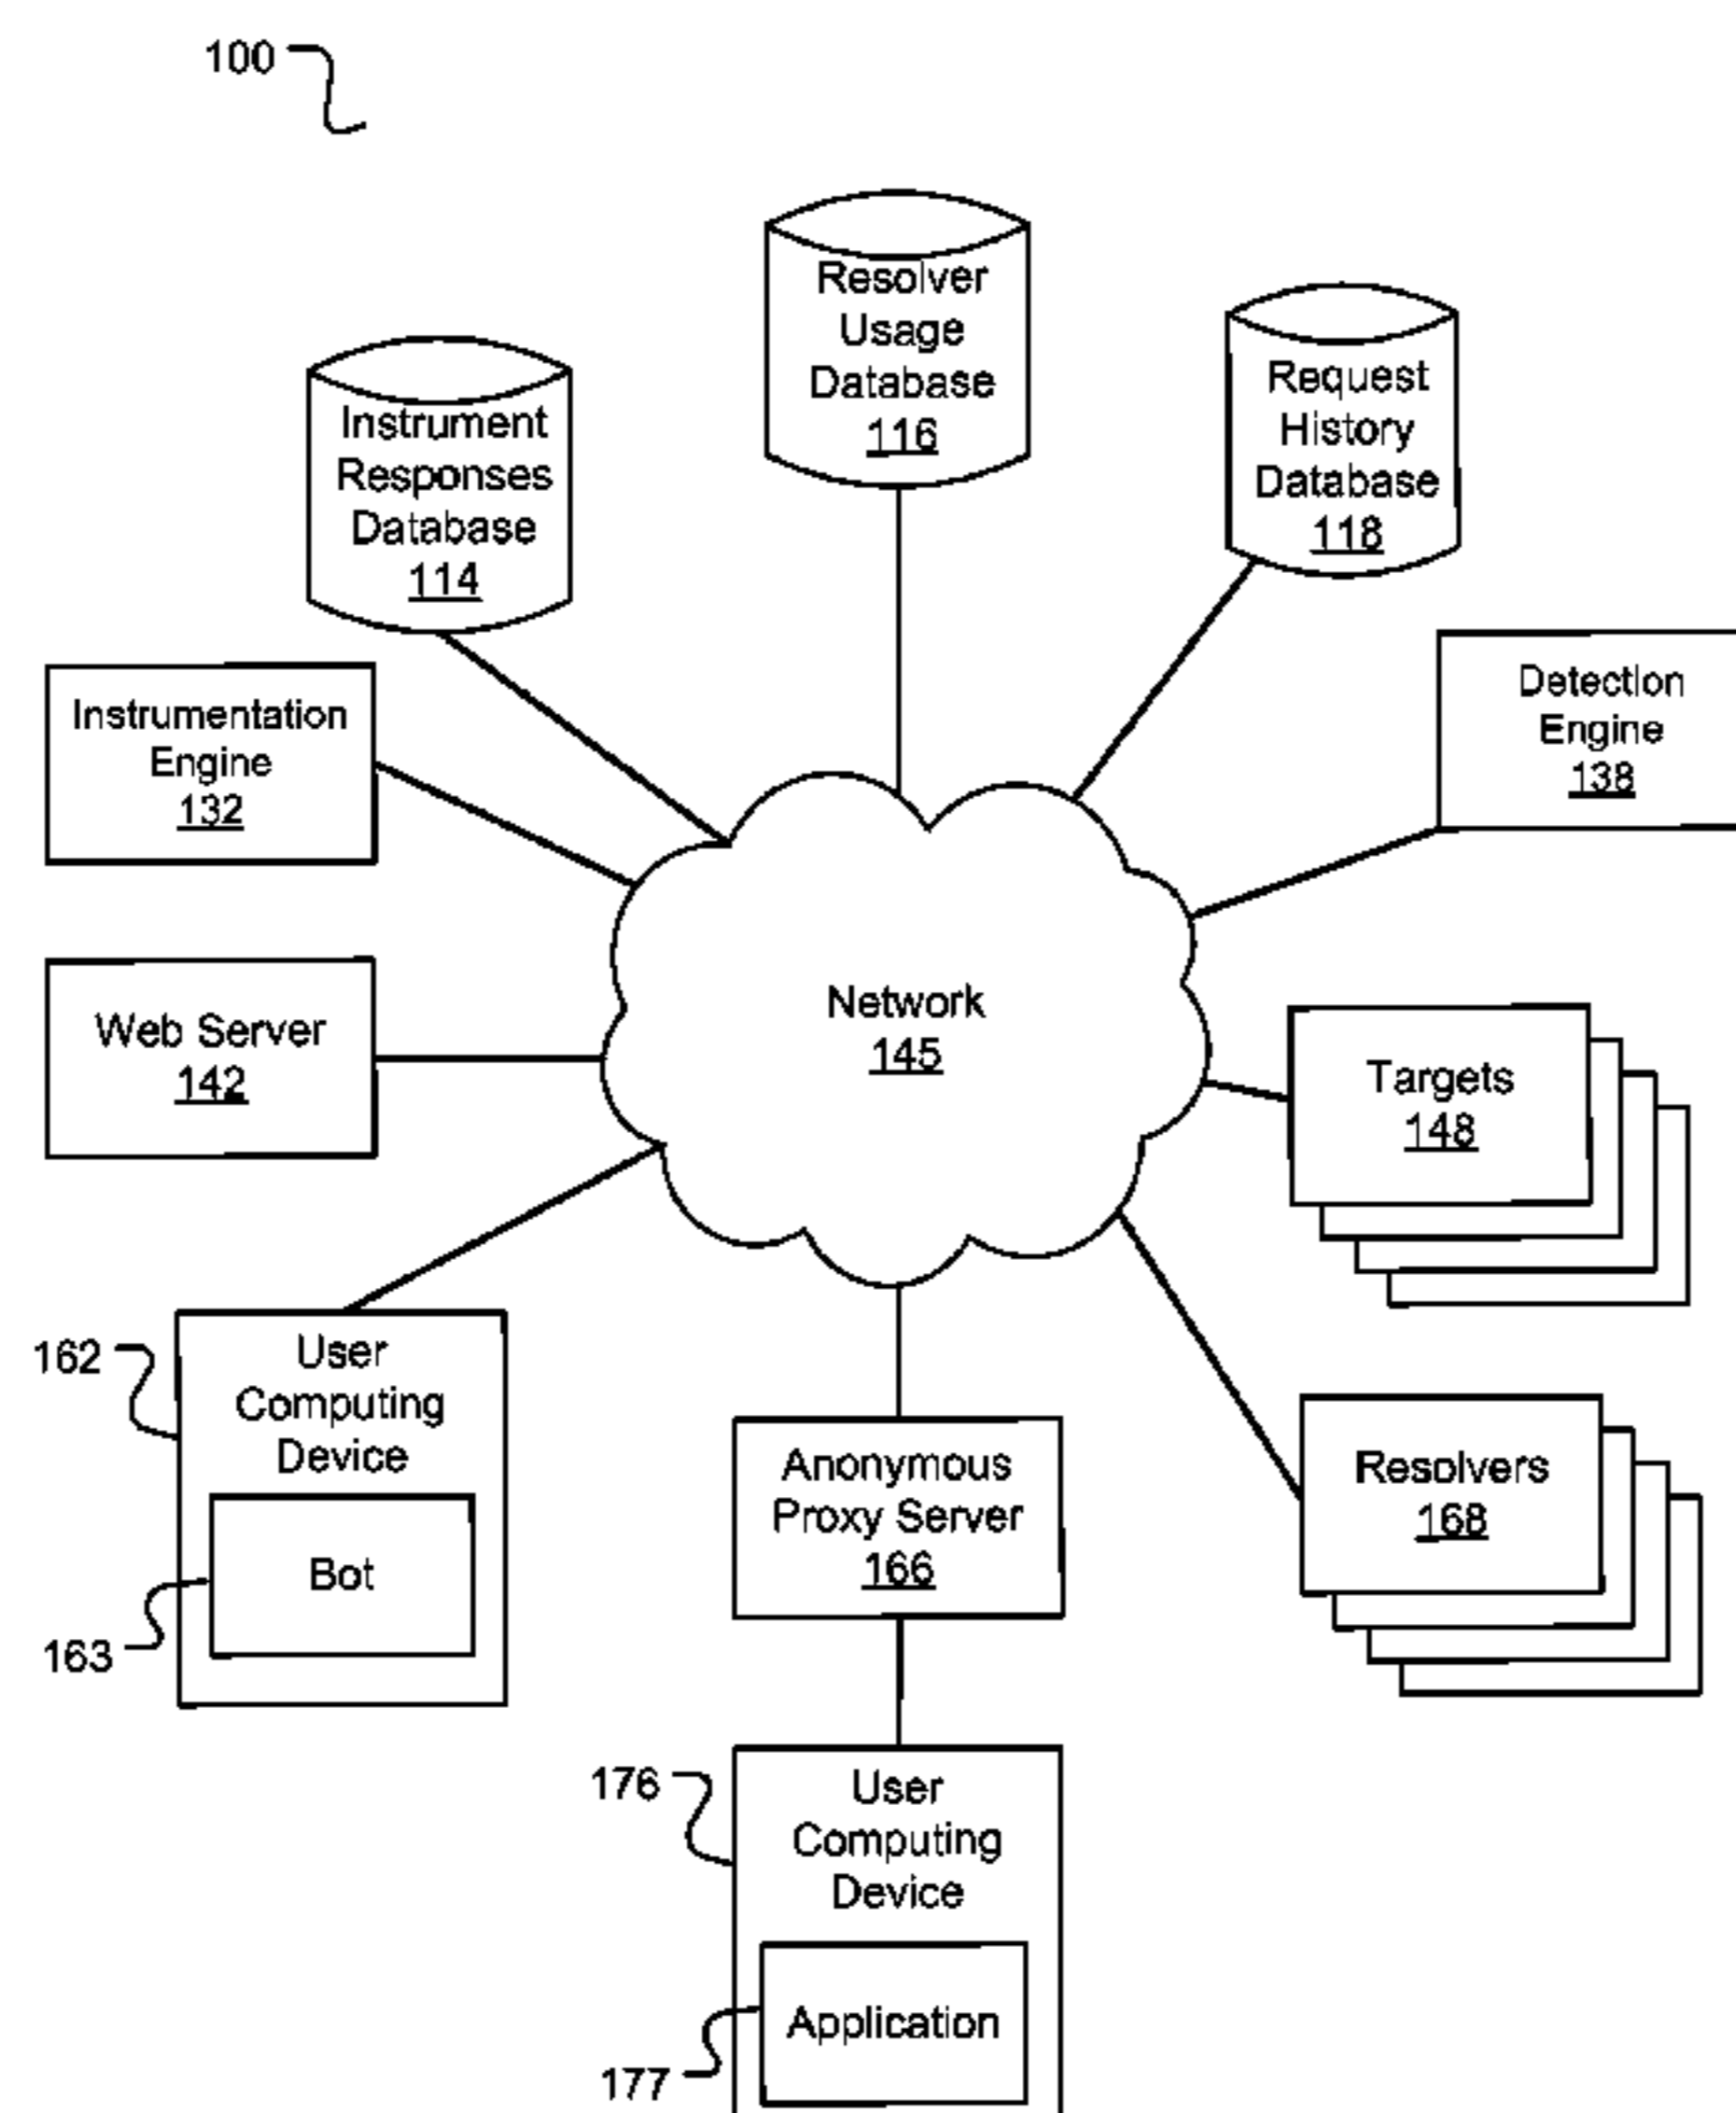 100
Resolver
Usage
Database
116
Request
History
Database
118
Instrument
Responses
Database
114
Instrumentation
Engine
132
Detection
Engine
138
Web Server
142
Network
145
Targets
148
162
User
Computing
Device
Bot
163
Anonymous
Proxy Server
166
Resolvers
168
176
User
Computing
Device
Application
177